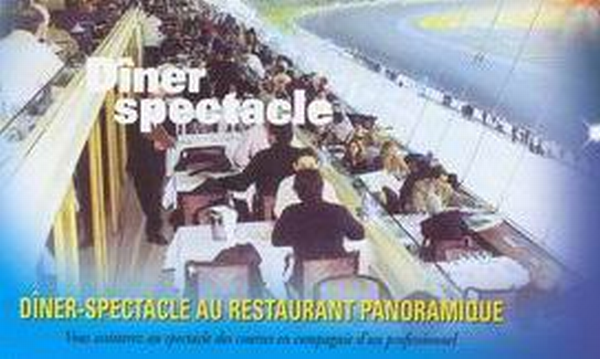 Dîner
spectacle
DÎNER-SPECTACLE AU RESTAURANT PANORAMIQUE
Vous assisterez au spectacle des courses en compagnie d'un professionnel